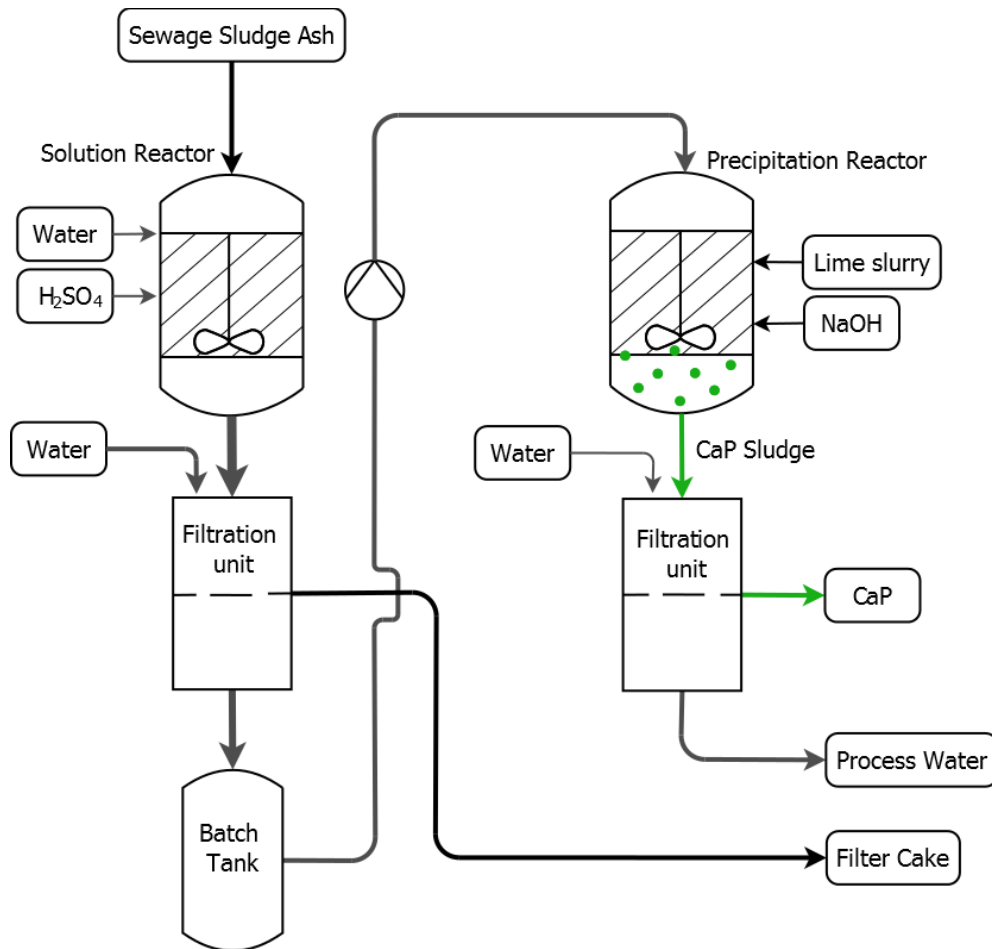 Sewage Sludge Ash
Solution Reactor
Precipitation Reactor
Water
H₂SO₄
Lime slurry
NaOH
Water
Water
CaP Sludge
Filtration
unit
Filtration
unit
CaP
Process Water
Batch
Tank
Filter Cake